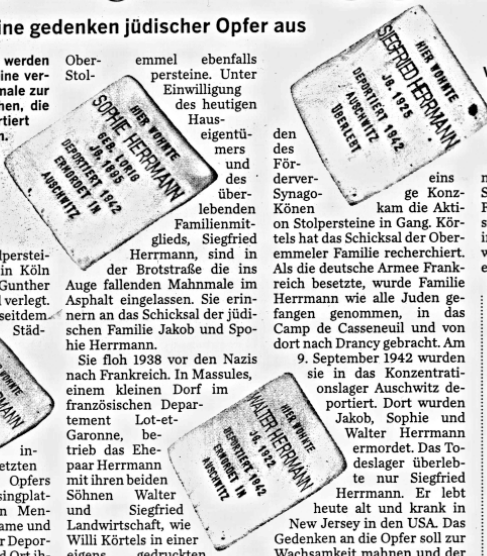 ine gedenken jüdischer Opfer aus
werden
ine ver-
male zur
hen, die
rtiert
n.
lperstei-
in Köln
Gunter
l verlegt.
seitdem
Städ-
in-
etzten
Opfers
singplat-
n Men-
ame und
r Depor-
Ober-
emmel ebenfalls
Stol-
persteine. Unter
Einwilligung
des heutigen
Haus-
eigentü-
mers
und
des
über-
lebenden
Familienmit-
glieds, Siegfried
Herrmann, sind in
der Brotstraße die ins
Auge fallenden Mahnmale im
Asphalt eingelassen. Sie erin-
nern an das Schicksal der jüdi-
schen Familie Jakob und Spo-
hie Herrmann.
Sie floh 1938 vor den Nazis
nach Frankreich. In Massules,
einem kleinen Dorf im
französischen Depar-
tement Lot-et-
Garonne, be-
trieb das Ehe-
paar Herrmann
mit ihren beiden
Söhnen Walter
und Siegfried
Landwirtschaft, wie
Willi Körtels in einer
eigens gedruckten
den
des
För-
derver-
eins
Synago-
ge Konz-
Könen
kam die Akti-
on Stolpersteine in Gang. Kör-
tels hat das Schicksal der Ober-
emmeler Familie recherchiert.
Als die deutsche Armee Frank-
reich besetzte, wurde Familie
Herrmann wie alle Juden ge-
fangen genommen, in das
Camp de Casseneuil und von
dort nach Drancy gebracht. Am
9. September 1942 wurden
sie in das Konzentrati-
onslager Auschwitz de-
portiert. Dort wurden
Jakob, Sophie und
Walter Herrmann
ermordet. Das To-
deslager überleb-
te nur Siegfried
Herrmann. Er lebt
heute alt und krank in
New Jersey in den USA. Das
Gedenken an die Opfer soll zur
Wachsamkeit mahnen und der
HIER WOHNTE
SOPHIE HERRMANN
GEB. LORIG
JG. 1895
DEPORTIERT 1942
ERMORDET IN
AUSCHWITZ
HIER WOHNTE
SIEGFRIED HERRMANN
JG. 1925
DEPORTIERT 1942
AUSCHWITZ
ÜBERLEBT
HIER WOHNTE
WALTER HERRMANN
JG. 1922
DEPORTIERT 1942
ERMORDET IN
AUSCHWITZ
HERRMANN